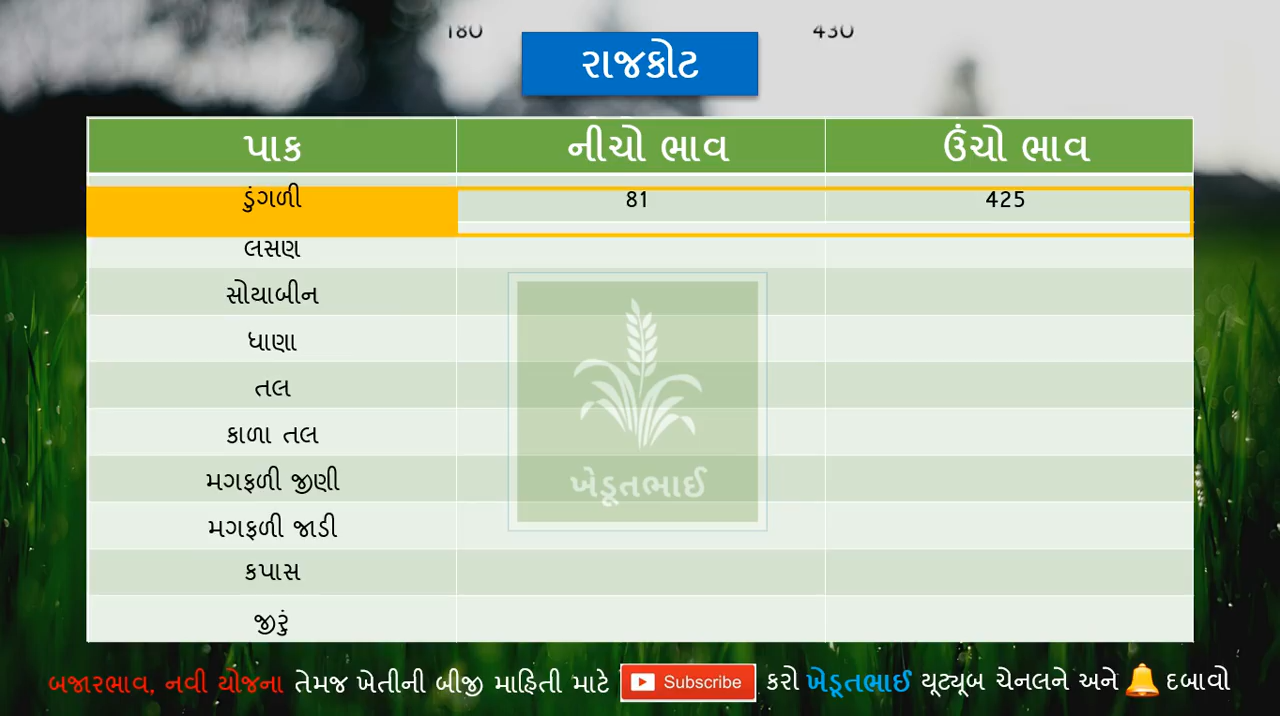 180 430
રાજકોટ
પાક નીચો ભાવ ઉંચો ભાવ
ડુંગળી 81 425
લસણ
સોયાબીન
ધાણા
તલ
કાળા તલ
મગફળી જીણી
મગફળી જાડી
કપાસ
જીરું
ખેડૂતભાઈ
બજારભાવ, નવી યોજના તેમજ ખેતીની બીજી માહિતી માટે Subscribe કરો ખેડૂતભાઈ યૂટ્યૂબ ચેનલને અને દબાવો